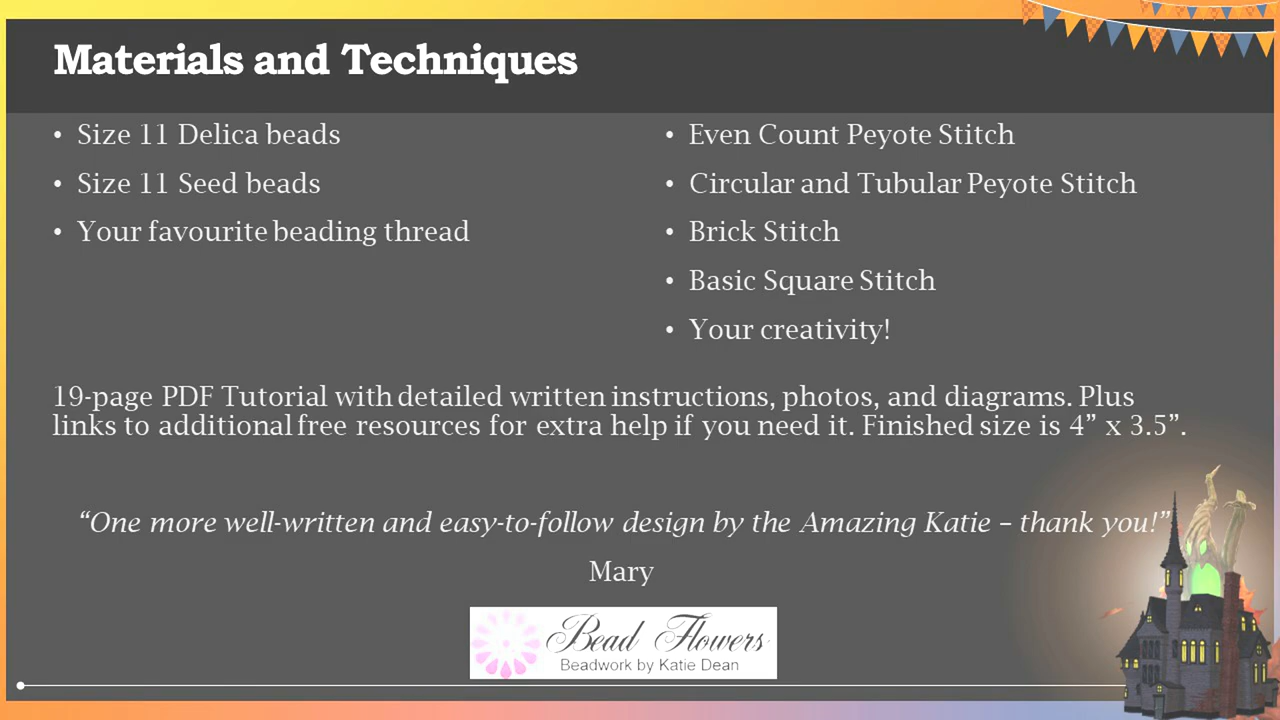 Materials and Techniques
• Size 11 Delica beads
• Size 11 Seed beads
• Your favourite beading thread
• Even Count Peyote Stitch
• Circular and Tubular Peyote Stitch
• Brick Stitch
• Basic Square Stitch
• Your creativity!
19-page PDF Tutorial with detailed written instructions, photos, and diagrams. Plus
links to additional free resources for extra help if you need it. Finished size is 4” x 3.5”.
“One more well-written and easy-to-follow design by the Amazing Katie – thank you!”
Mary
Bead Flowers
Beadwork by Katie Dean